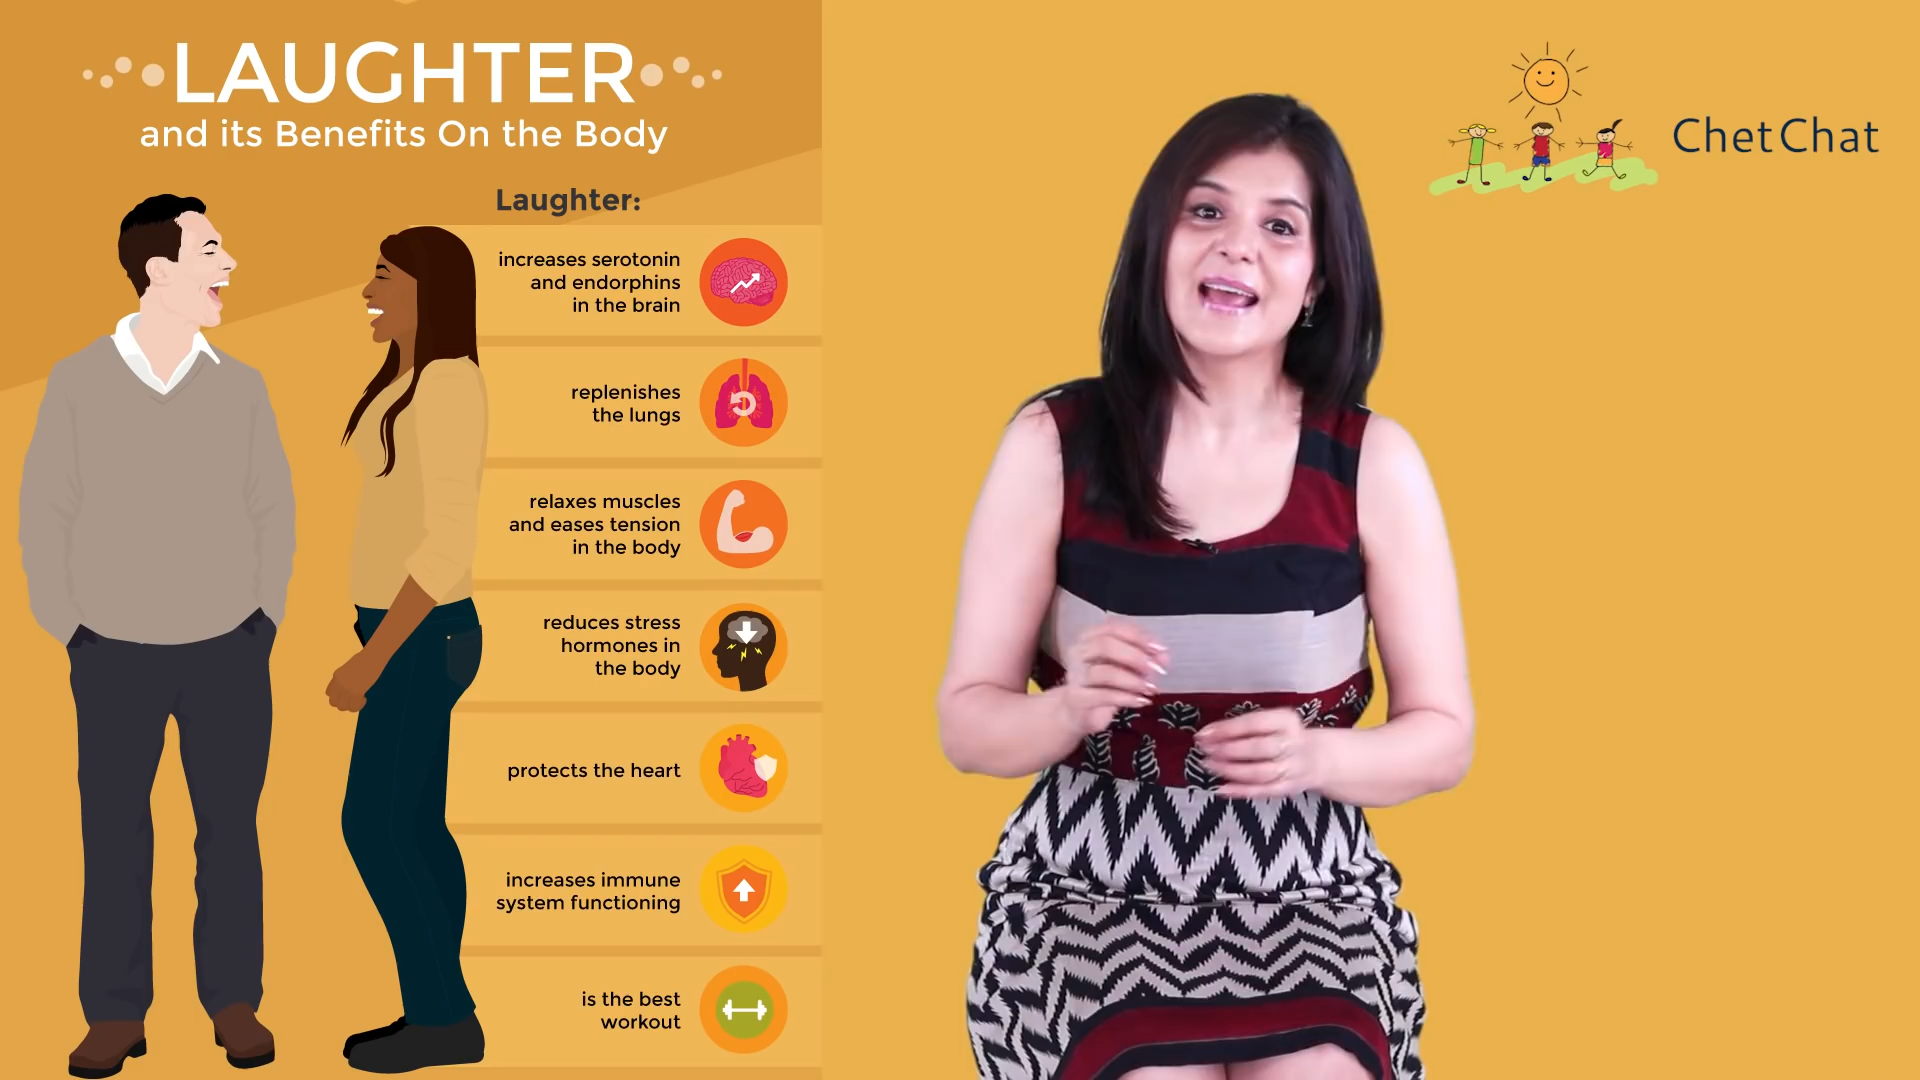 LAUGHTER
and its Benefits On the Body
Laughter:
increases serotonin
and endorphins
in the brain
replenishes
the lungs
relaxes muscles
and eases tension
in the body
reduces stress
hormones in
the body
protects the heart
increases immune
system functioning
is the best
workout
ChetChat